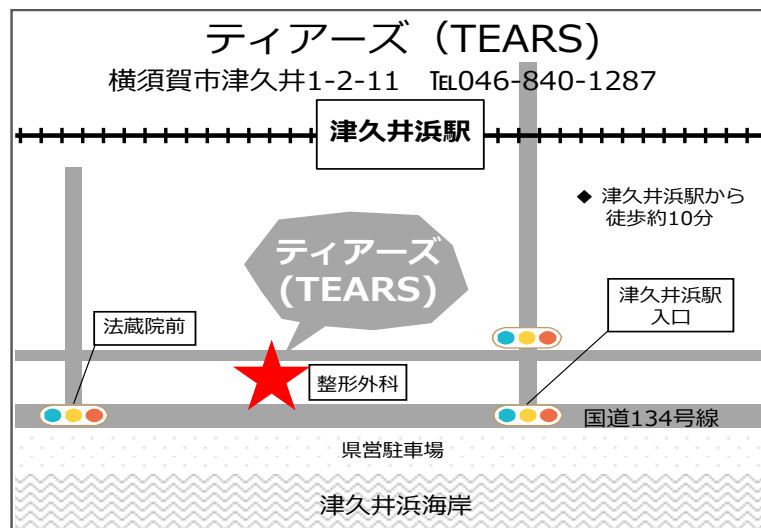 ティアーズ（TEARS)
横須賀市津久井1-2-11　℡046-840-1287
津久井浜駅
◆ 津久井浜駅から
徒歩約10分
ティアーズ
(TEARS)
津久井浜駅
入口
法蔵院前
整形外科
国道134号線
県営駐車場
津久井浜海岸